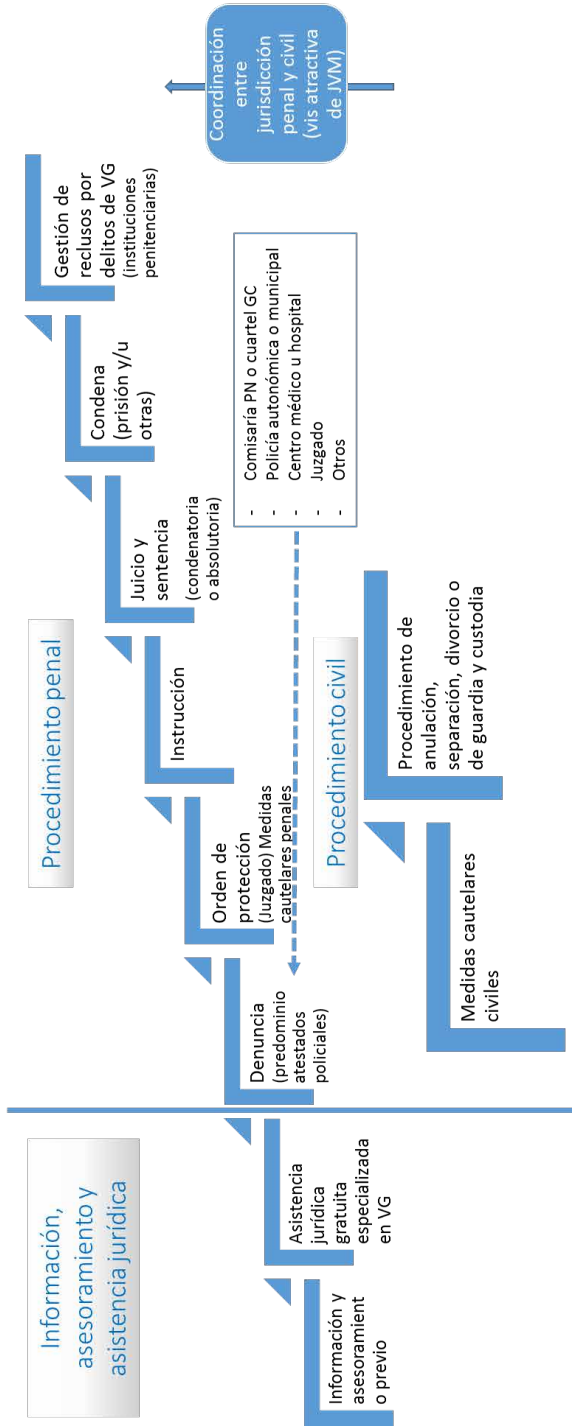 Información,
asesoramiento y
asistencia jurídica
Información y
asesoramient
o previo
Asistencia
jurídica
gratuita
especializada
en VG
Procedimiento penal
Denuncia
(predominio
atestados
policiales)
Orden de
protección
(Juzgado) Medidas
cautelares penales
Instrucción
Juicio y
sentencia
(condenatoria
o absolutoria)
Condena
(prisión y/u
otras)
Gestión de
reclusos por
delitos de VG
(instituciones
penitenciarias)
- Comisaría PN o cuartel GC
- Policía autonómica o municipal
- Centro médico u hospital
- Juzgado
- Otros
Procedimiento civil
Medidas cautelares
civiles
Procedimiento de
anulación,
separación, divorcio o
de guardia y custodia
Coordinación
entre
jurisdicción
penal y civil
(vis atractiva
de JVM)